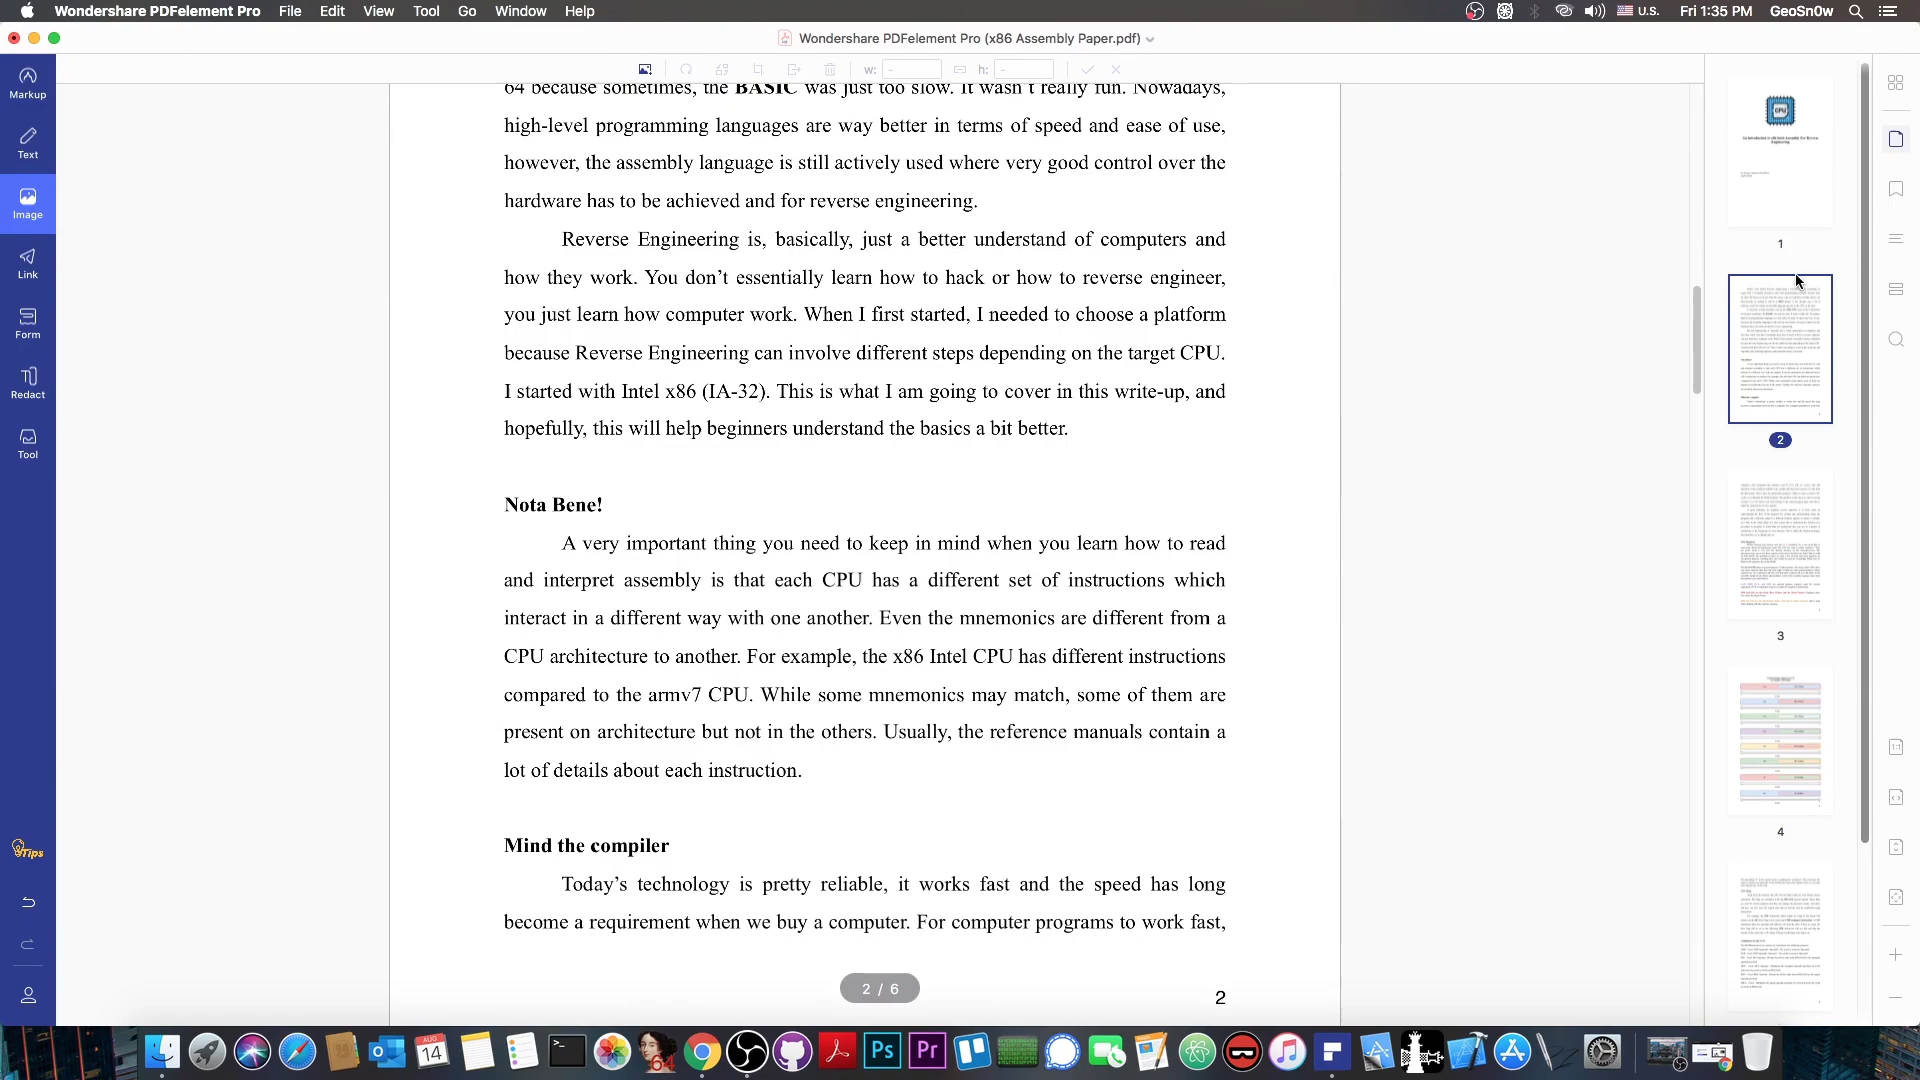 Wondershare PDFelement Pro File Edit View Tool Go Window Help
U.S. Fri 1:35 PM GeoSn0w
Wondershare PDFelement Pro (x86 Assembly Paper.pdf)
w: - h: -
Markup
Text
Image
Link
Form
Redact
Tool
Tips
64 because sometimes, the BASIC was just too slow. It wasn't really fun. Nowadays,
high-level programming languages are way better in terms of speed and ease of use,
however, the assembly language is still actively used where very good control over the
hardware has to be achieved and for reverse engineering.
Reverse Engineering is, basically, just a better understand of computers and
how they work. You don’t essentially learn how to hack or how to reverse engineer,
you just learn how computer work. When I first started, I needed to choose a platform
because Reverse Engineering can involve different steps depending on the target CPU.
I started with Intel x86 (IA-32). This is what I am going to cover in this write-up, and
hopefully, this will help beginners understand the basics a bit better.
Nota Bene!
A very important thing you need to keep in mind when you learn how to read
and interpret assembly is that each CPU has a different set of instructions which
interact in a different way with one another. Even the mnemonics are different from a
CPU architecture to another. For example, the x86 Intel CPU has different instructions
compared to the armv7 CPU. While some mnemonics may match, some of them are
present on architecture but not in the others. Usually, the reference manuals contain a
lot of details about each instruction.
Mind the compiler
Today’s technology is pretty reliable, it works fast and the speed has long
become a requirement when we buy a computer. For computer programs to work fast,
2
2 / 6
CPU
1
2
3
4
1:1
AUG
14
64
Ps
Pr